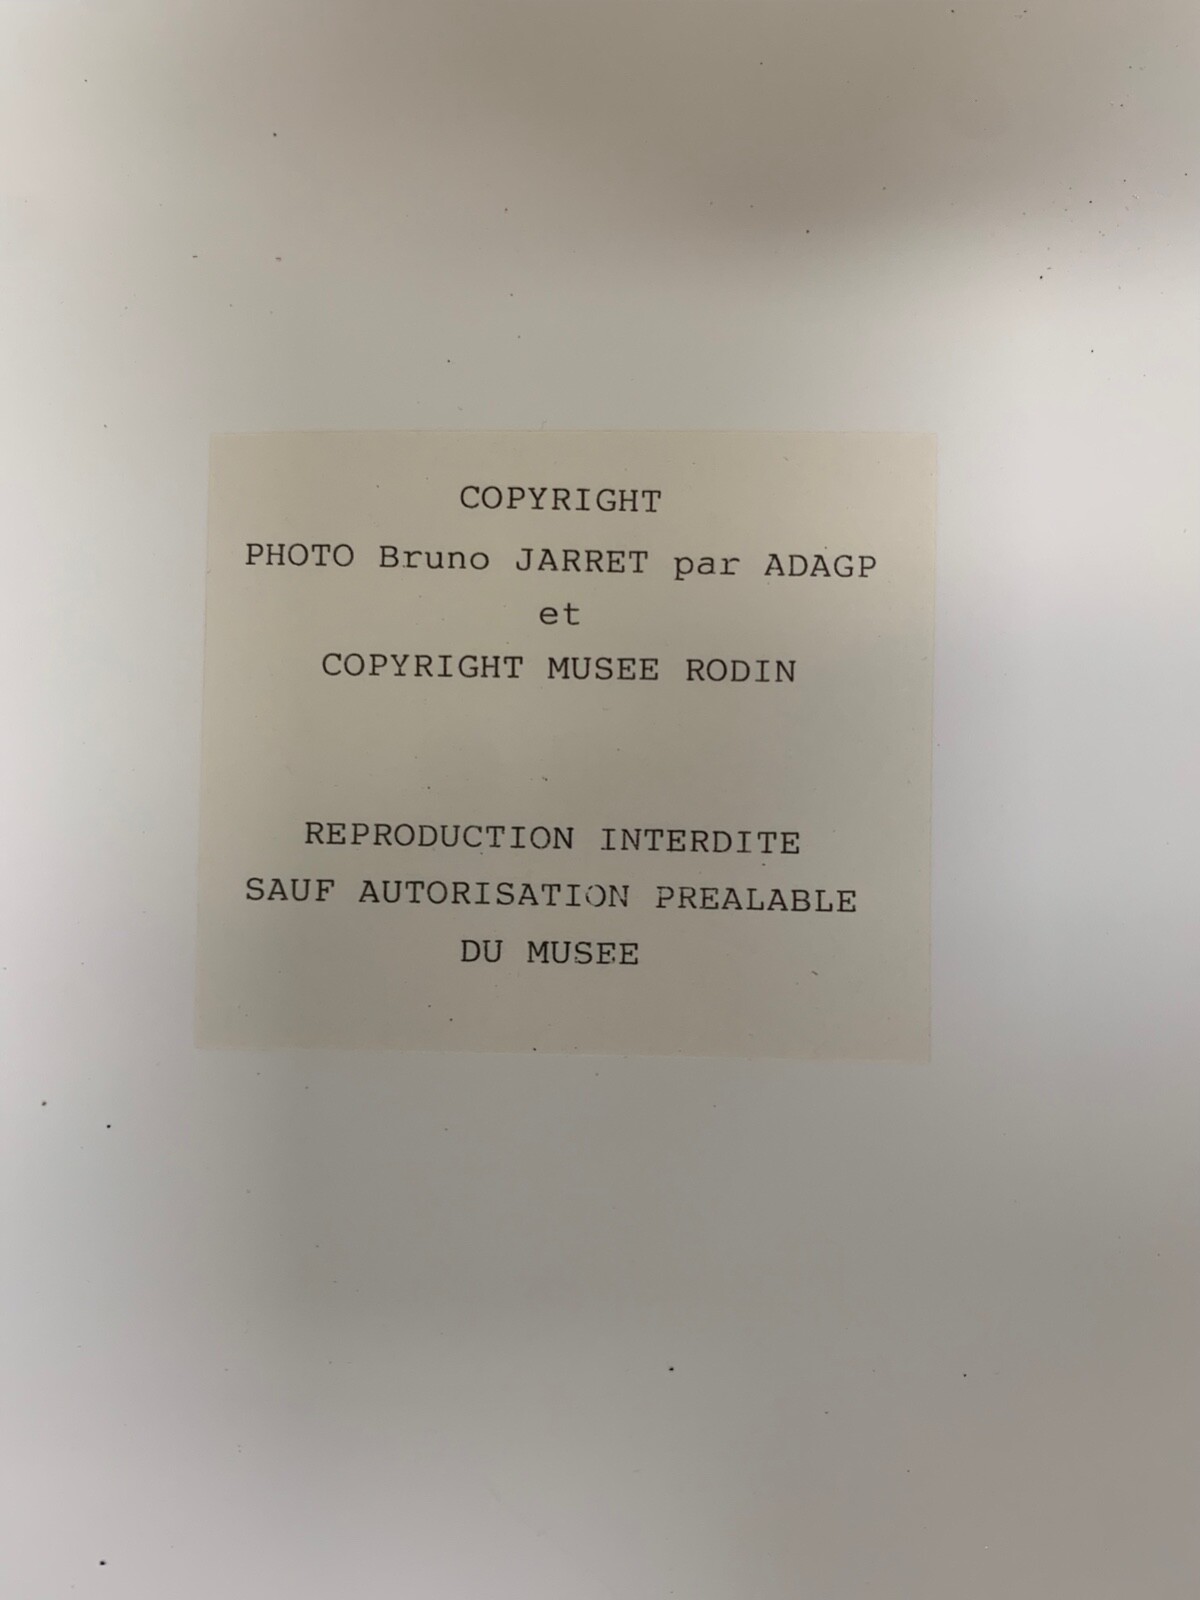 COPYRIGHT
PHOTO Bruno JARRET par ADAGP
et
COPYRIGHT MUSEE RODIN
REPRODUCTION INTERDITE
SAUF AUTORISATION PREALABLE
DU MUSEE